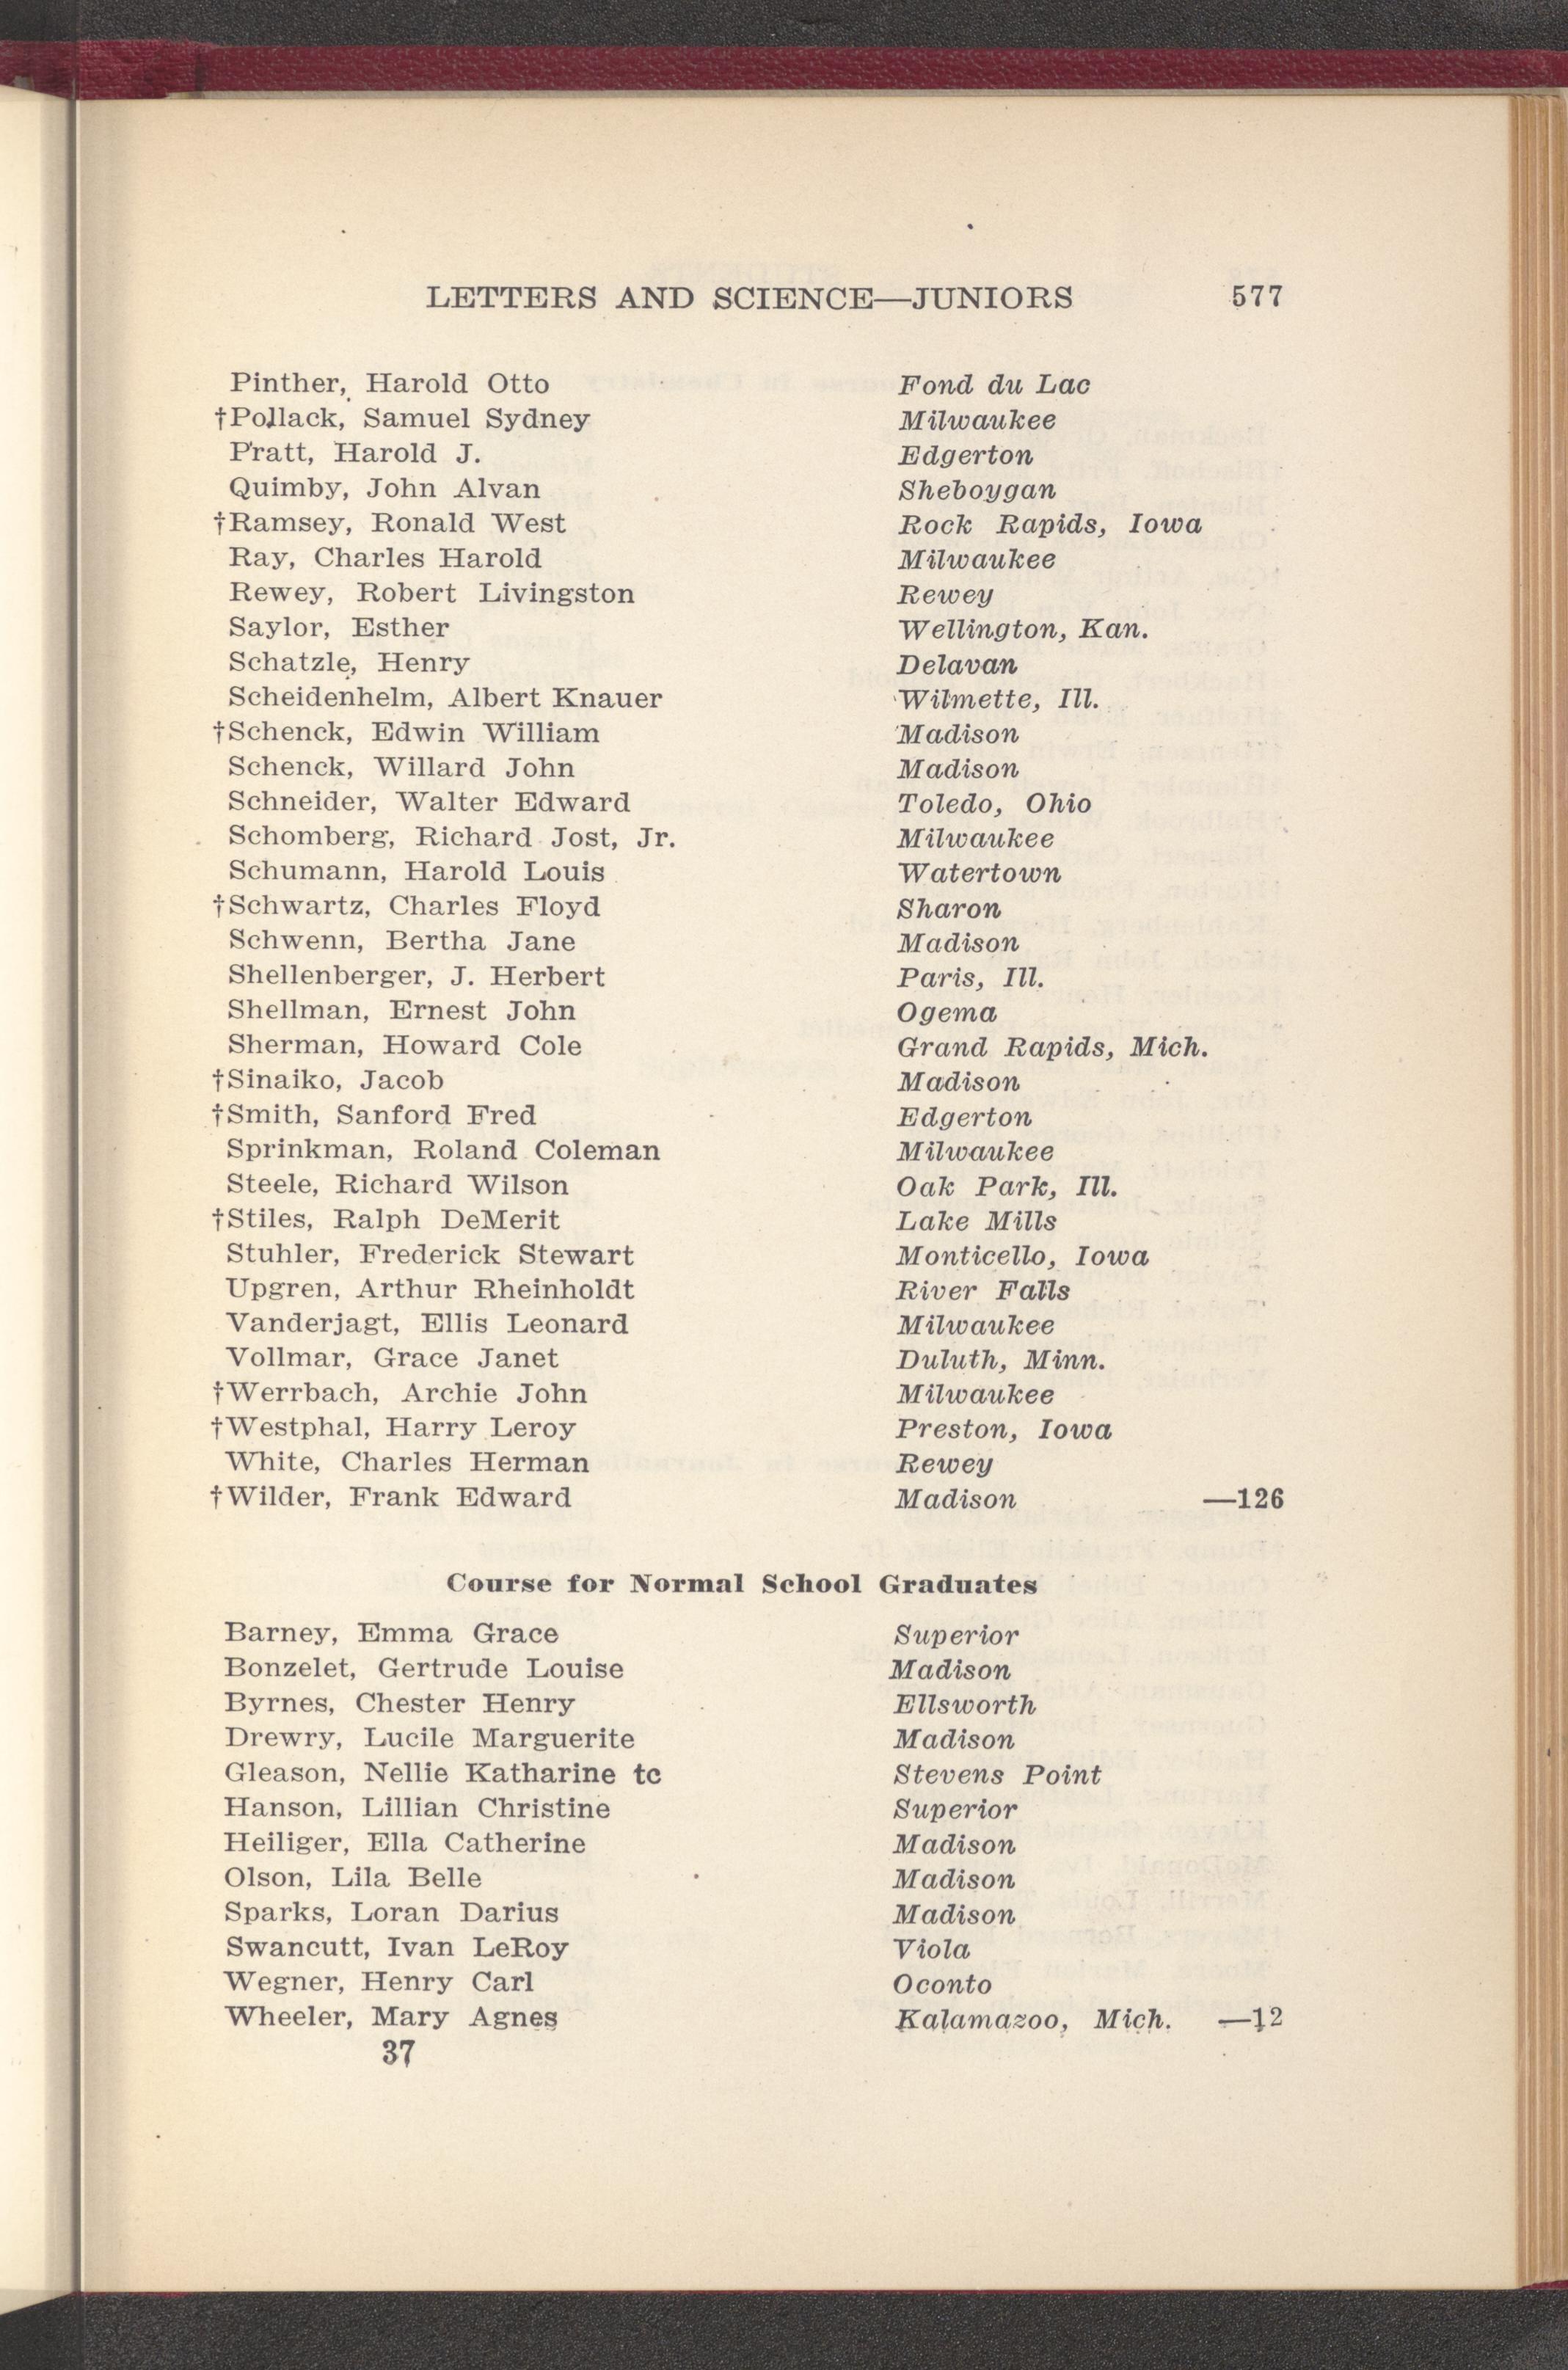 LETTERS AND SCIENCE—JUNIORS 577
Pinther, Harold Otto Fond du Lac
†Pollack, Samuel Sydney Milwaukee
Pratt, Harold J. Edgerton
Quimby, John Alvan Sheboygan
†Ramsey, Ronald West Rock Rapids, Iowa
Ray, Charles Harold Milwaukee
Rewey, Robert Livingston Rewey
Saylor, Esther Wellington, Kan.
Schatzle, Henry Delavan
Scheidenhelm, Albert Knauer Wilmette, Ill.
†Schenck, Edwin William Madison
Schenck, Willard John Madison
Schneider, Walter Edward Toledo, Ohio
Schomberg, Richard Jost, Jr. Milwaukee
Schumann, Harold Louis Watertown
†Schwartz, Charles Floyd Sharon
Schwenn, Bertha Jane Madison
Shellenberger, J. Herbert Paris, Ill.
Shellman, Ernest John Ogema
Sherman, Howard Cole Grand Rapids, Mich.
†Sinaiko, Jacob Madison
†Smith, Sanford Fred Edgerton
Sprinkman, Roland Coleman Milwaukee
Steele, Richard Wilson Oak Park, Ill.
†Stiles, Ralph DeMerit Lake Mills
Stuhler, Frederick Stewart Monticello, Iowa
Upgren, Arthur Rheinholdt River Falls
Vanderjagt, Ellis Leonard Milwaukee
Vollmar, Grace Janet Duluth, Minn.
†Werrbach, Archie John Milwaukee
†Westphal, Harry Leroy Preston, Iowa
White, Charles Herman Rewey
†Wilder, Frank Edward Madison —126
Course for Normal School Graduates
Barney, Emma Grace Superior
Bonzelet, Gertrude Louise Madison
Byrnes, Chester Henry Ellsworth
Drewry, Lucile Marguerite Madison
Gleason, Nellie Katharine tc Stevens Point
Hanson, Lillian Christine Superior
Heiliger, Ella Catherine Madison
Olson, Lila Belle Madison
Sparks, Loran Darius Madison
Swancutt, Ivan LeRoy Viola
Wegner, Henry Carl Oconto
Wheeler, Mary Agnes Kalamazoo, Mich. —12
37